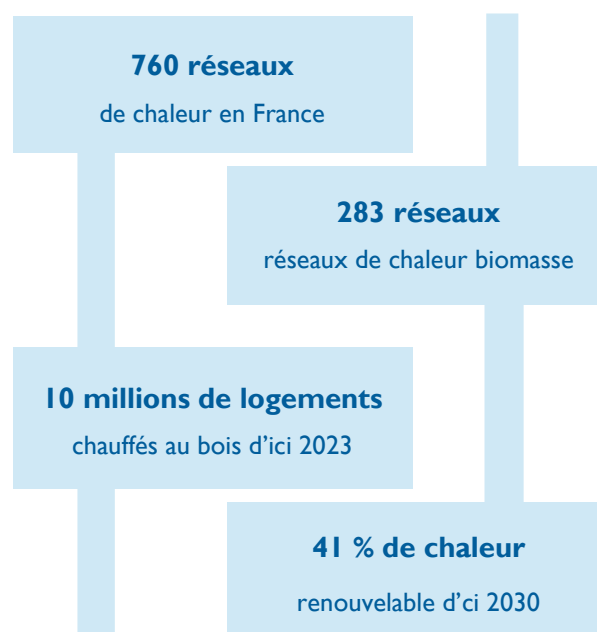 760 réseaux
de chaleur en France
283 réseaux
réseaux de chaleur biomasse
10 millions de logements
chauffés au bois d'ici 2023
41 % de chaleur
renouvelable d'ci 2030